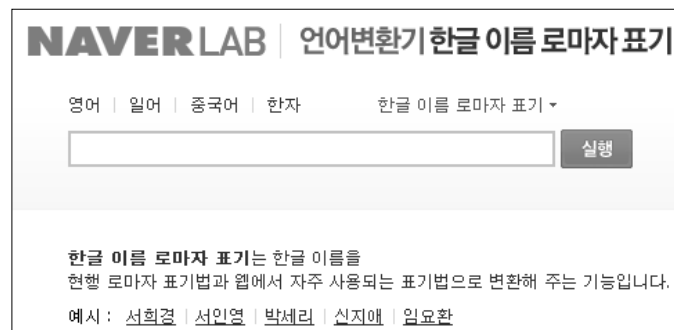 NAVER LAB | 언어변환기 한글 이름 로마자 표기
영어 | 일어 | 중국어 | 한자 한글 이름 로마자 표기 ▾
실행
한글 이름 로마자 표기는 한글 이름을
현행 로마자 표기법과 웹에서 자주 사용되는 표기법으로 변환해 주는 기능입니다.
예시 : 서희경 | 서인영 | 박세리 | 신지애 | 임요환